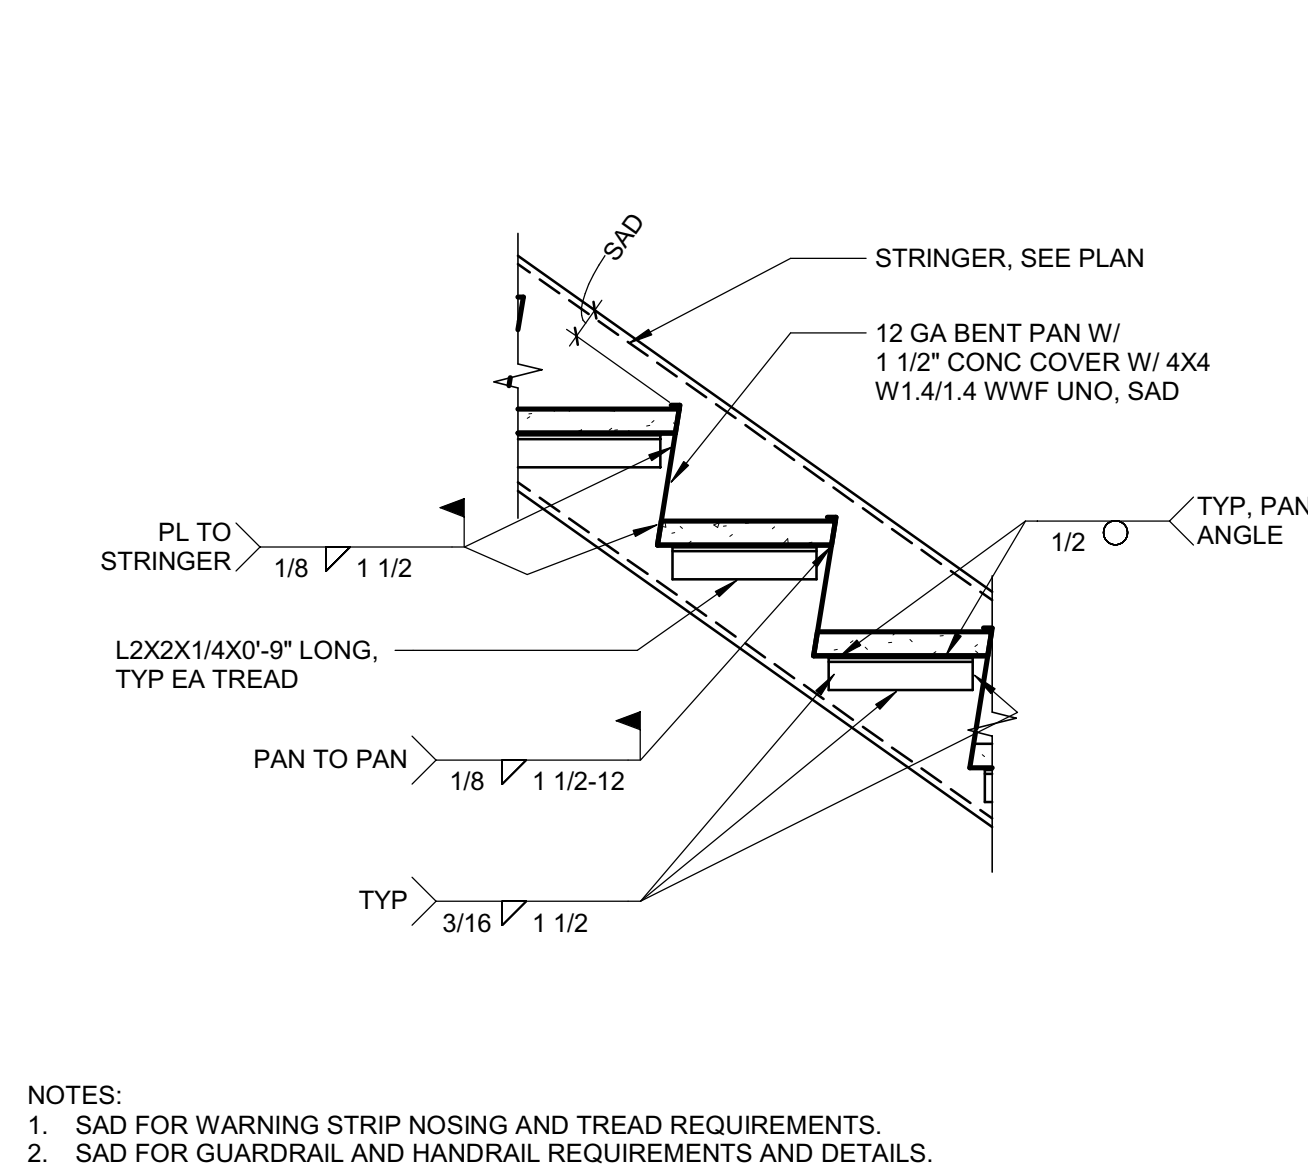 SAD
STRINGER, SEE PLAN
12 GA BENT PAN W/
1 1/2" CONC COVER W/ 4X4
W1.4/1.4 WWF UNO, SAD
TYP, PAN
ANGLE
1/2
PL TO
STRINGER
1/8 1 1/2
L2X2X1/4X0'-9" LONG,
TYP EA TREAD
PAN TO PAN
1/8 1 1/2-12
TYP
3/16 1 1/2
NOTES:
1. SAD FOR WARNING STRIP NOSING AND TREAD REQUIREMENTS.
2. SAD FOR GUARDRAIL AND HANDRAIL REQUIREMENTS AND DETAILS.